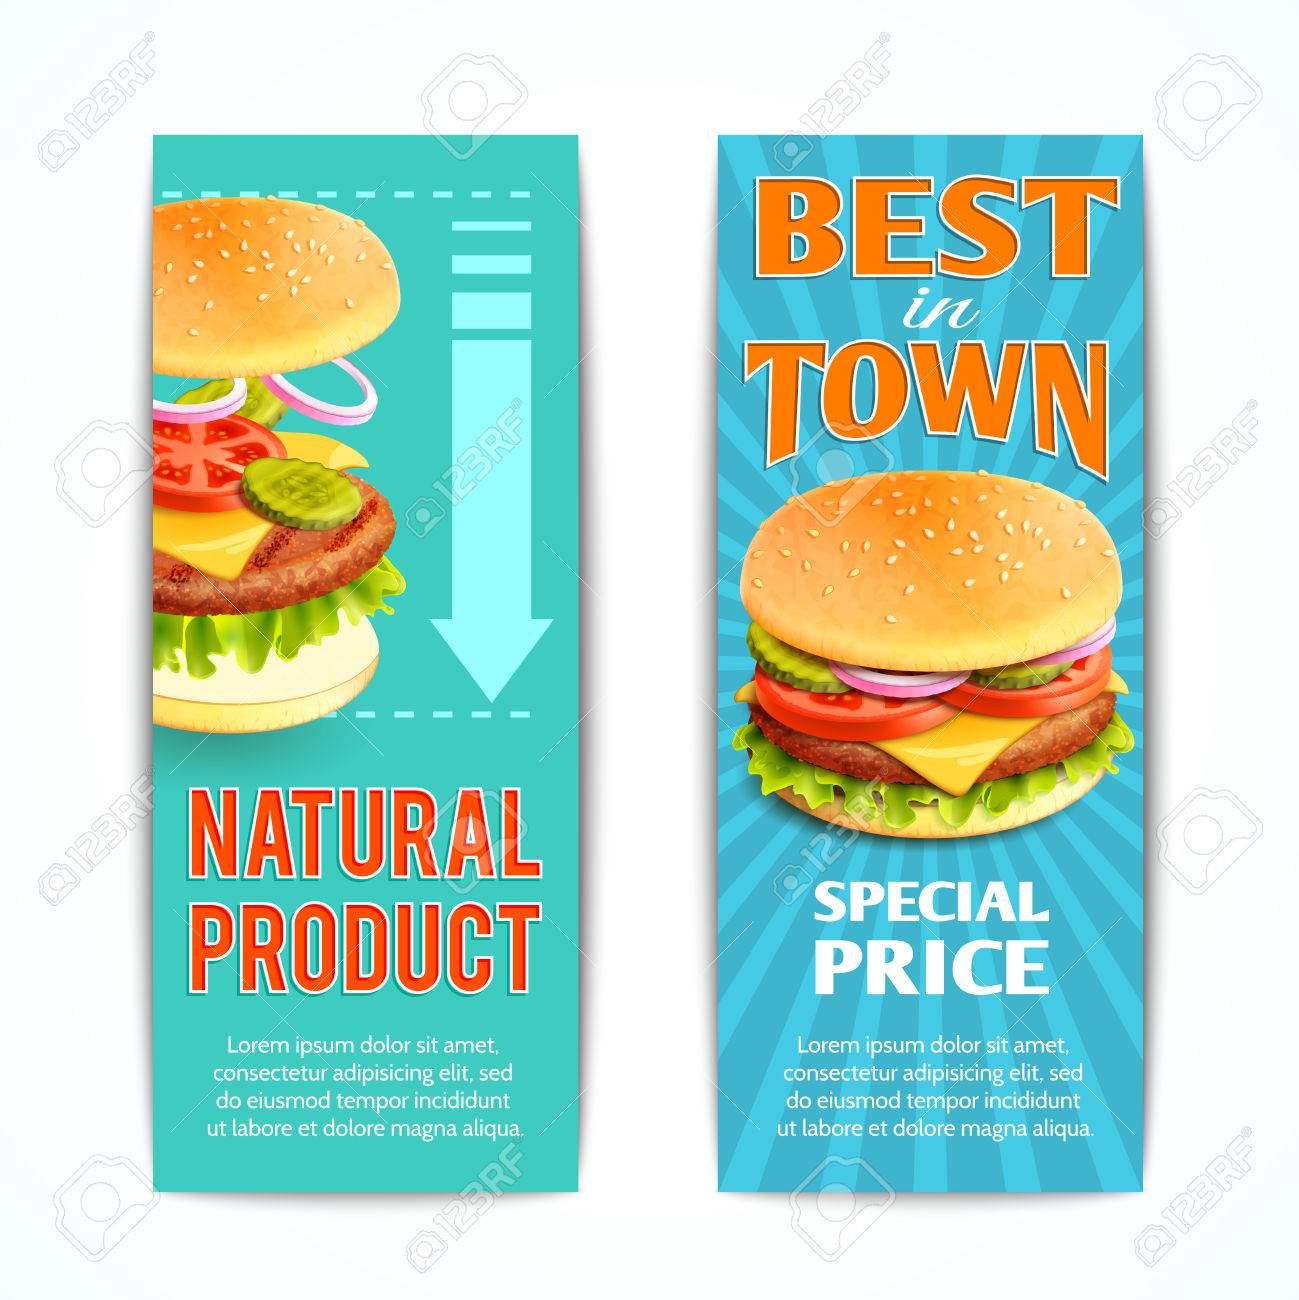 NATURAL
PRODUCT
Lorem ipsum dolor sit amet,
consectetur adipisicing elit, sed
do eiusmod tempor incididunt
ut labore et dolore magna aliqua.
BEST
in
TOWN
SPECIAL
PRICE
Lorem ipsum dolor sit amet,
consectetur adipisicing elit, sed
do eiusmod tempor incididunt
ut labore et dolore magna aliqua.
123RF